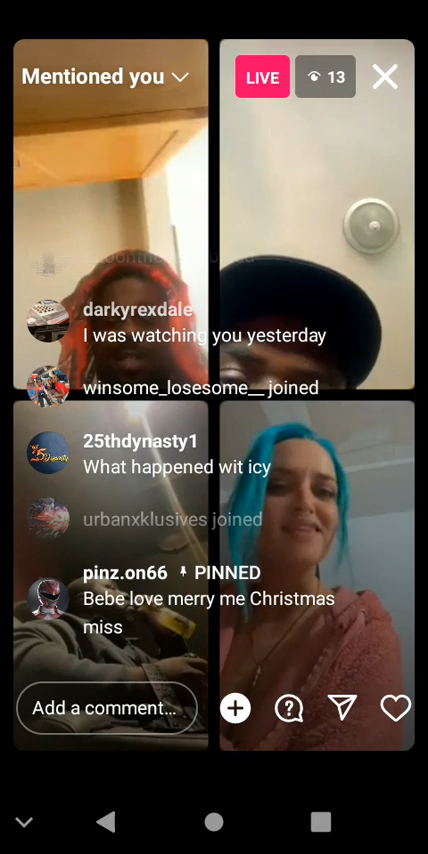 Mentioned you
LIVE
13
darkyrexdale
I was watching you yesterday
winsome_losesome__ joined
25thdynasty1
What happened wit icy
urbanxklusives joined
pinz.on66 PINNED
Bebe love merry me Christmas
miss
Add a comment...